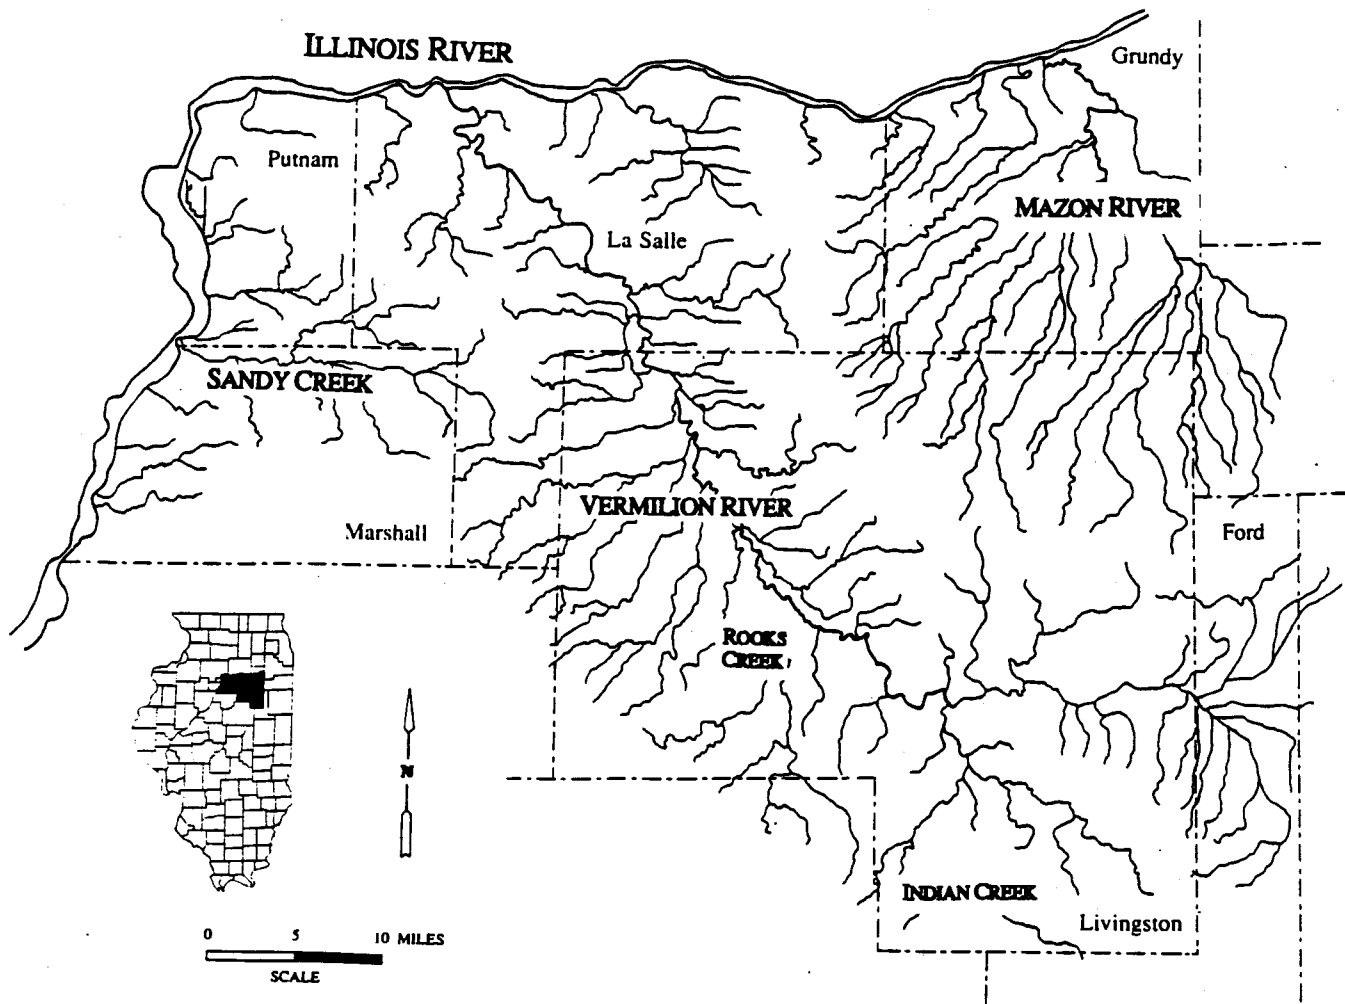 ILLINOIS RIVER
Grundy
Putnam
MAZON RIVER
La Salle
SANDY CREEK
VERMILION RIVER
Marshall
Ford
ROOKS
CREEK
N
INDIAN CREEK
Livingston
0 5 10 MILES
SCALE